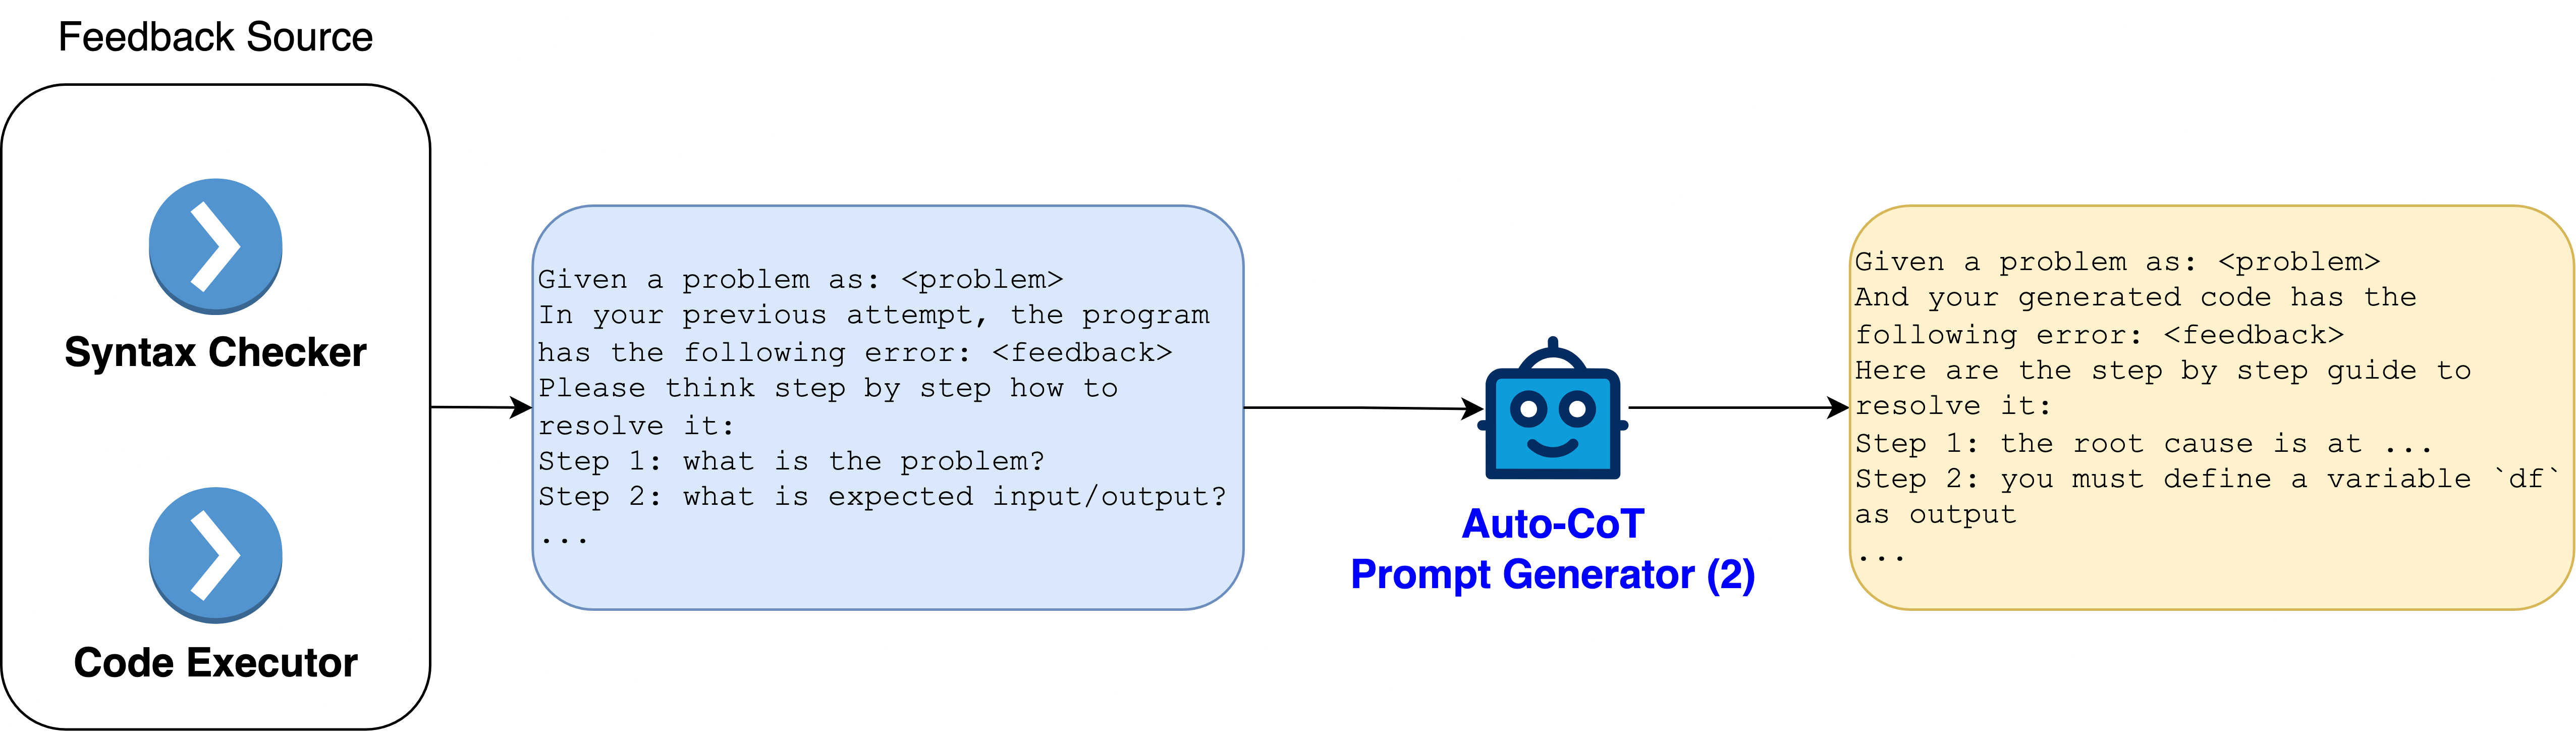 Feedback Source
Syntax Checker
Code Executor
Given a problem as: <problem>
In your previous attempt, the program
has the following error: <feedback>
Please think step by step how to
resolve it:
Step 1: what is the problem?
Step 2: what is expected input/output?
...
Auto-CoT
Prompt Generator (2)
Given a problem as: <problem>
And your generated code has the
following error: <feedback>
Here are the step by step guide to
resolve it:
Step 1: the root cause is at ...
Step 2: you must define a variable `df`
as output
...